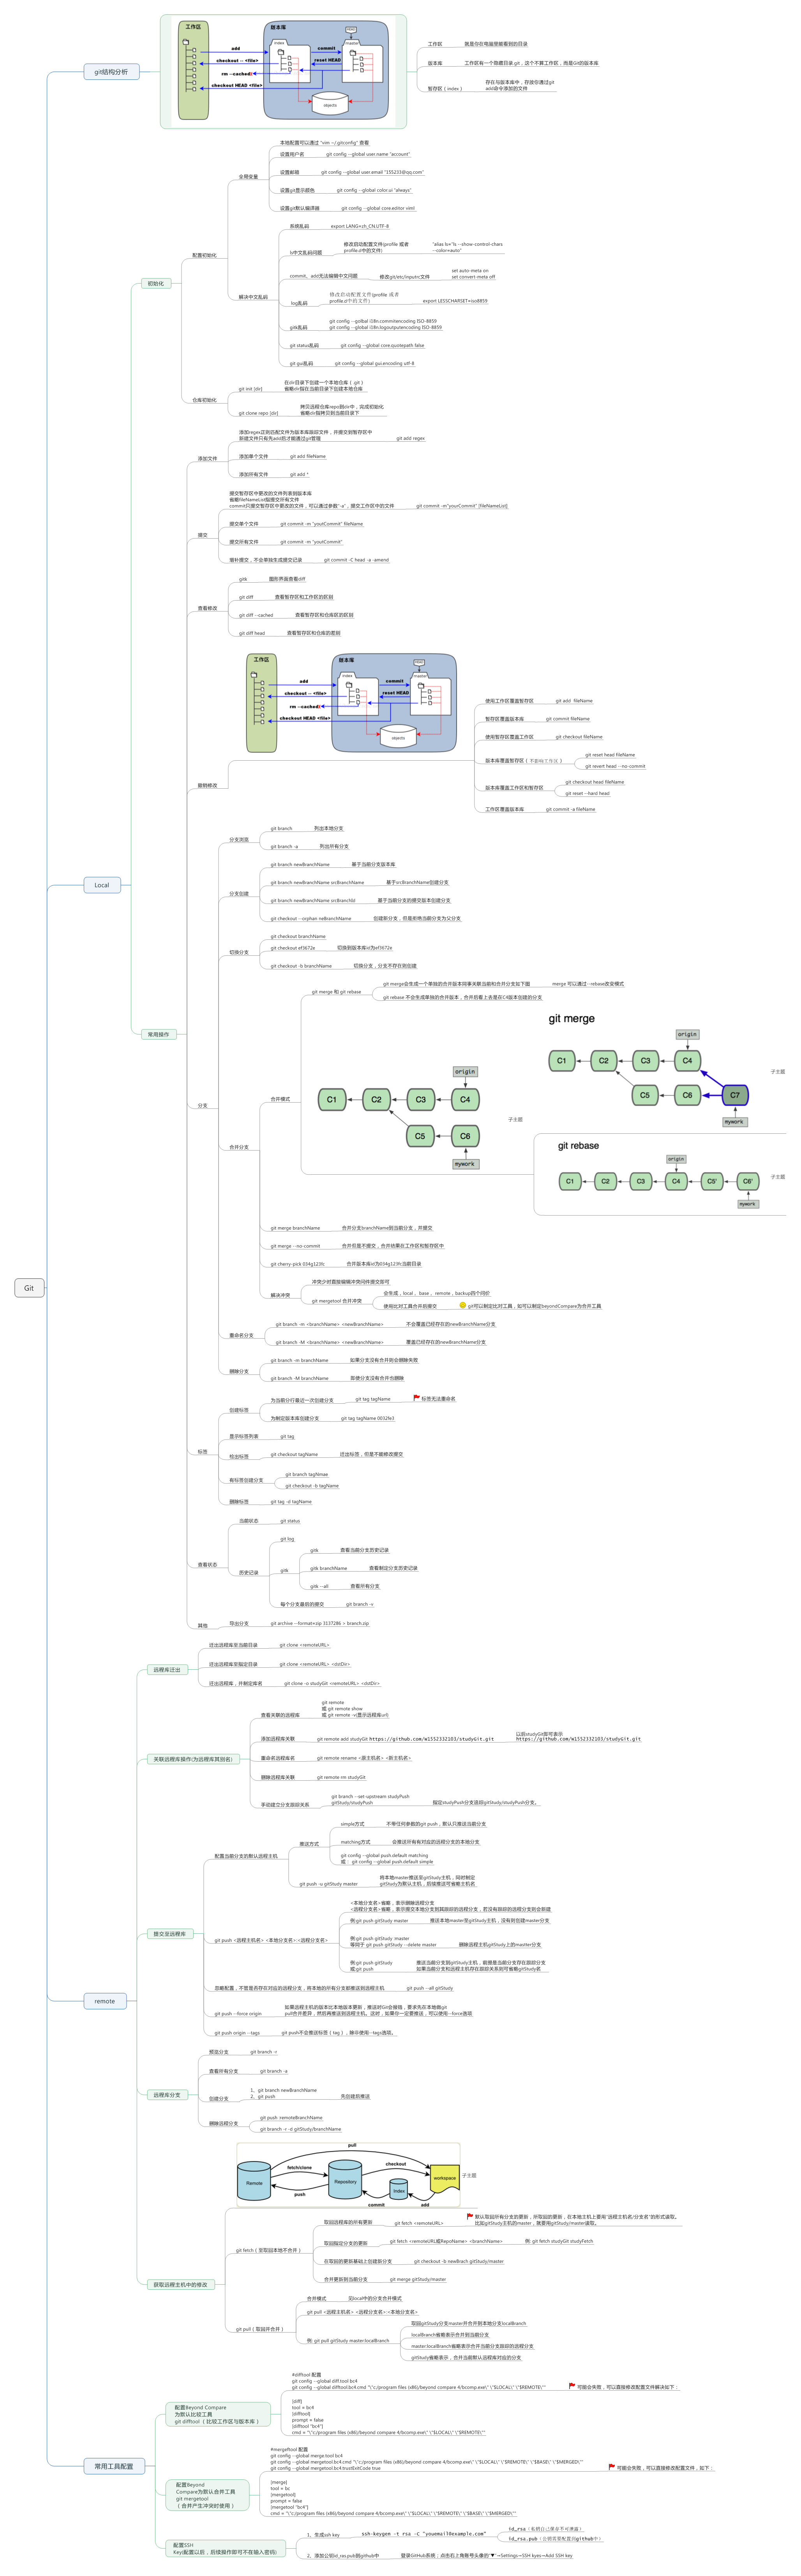 Git
git结构分析
工作区
版本库
add
commit
checkout -- <file>
reset HEAD
rm --cached
checkout HEAD <file>
index
master
objects
工作区
就是你在电脑里能看到的目录
版本库
工作区有一个隐藏目录.git，这个不算工作区，而是Git的版本库
暂存区（index）
存在与版本库中，存放你通过git
add命令添加的文件
Local
初始化
配置初始化
全局变量
本地配置可以通过 "vim ~/.gitconfig" 查看
设置用户名
git config --global user.name "account"
设置邮箱
git config --global user.email "155233@qq.com"
设置git显示颜色
git config --global color.ui "always"
设置git默认编译器
git config --global core.editor viml
解决中文乱码
系统乱码
export LANG=zh_CN.UTF-8
ls中文乱码问题
修改启动配置文件(profile 或者
profile.d中的文件)
"alias ls='ls --show-control-chars
--color=auto"
commit、add无法编辑中文问题
修改git/etc/inputrc文件
set auto-meta on
set convert-meta off
log乱码
修改启动配置文件(profile 或者
profile.d中的文件)
export LESSCHARSET=iso8859
gitk乱码
git config --golbal i18n.commitencoding ISO-8859
git config --global i18n.logoutputencoding ISO-8859
git status乱码
git config --global core.quotepath false
git gui乱码
git config --global gui.encoding utf-8
仓库初始化
git init [dir]
在dir目录下创建一个本地仓库（.git）
省略dir指在当前目录下创建本地仓库
git clone repo [dir]
拷贝远程仓库repo到dir中，完成初始化
省略dir指拷贝到当前目录下
常用操作
添加文件
添加regex正则匹配文件为版本库跟踪文件，并提交到暂存区中
新建文件只有先add后才能通过git管理
git add regex
添加单个文件
git add fileName
添加所有文件
git add *
提交
提交暂存区中更改的文件列表到版本库
省略fileNameList指提交所有文件
commit只提交暂存区中更改的文件，可以通过参数"-a"，提交工作区中的文件
git commit -m"yourCommit" [fileNameList]
提交单个文件
git commit -m "youtCommit" fileName
提交所有文件
git commit -m "youtCommit"
增补提交，不会单独生成提交记录
git commit -C head -a -amend
查看修改
gitk
图形界面查看diff
git diff
查看暂存区和工作区的区别
git diff --cached
查看暂存区和仓库区的区别
git diff head
查看暂存区和仓库的差别
撤销修改
工作区
版本库
add
commit
checkout -- <file>
reset HEAD
rm --cached
checkout HEAD <file>
index
master
objects
使用工作区覆盖暂存区
git add fileName
暂存区覆盖版本库
git commit fileName
使用暂存区覆盖工作区
git checkout fileName
版本库覆盖暂存区（不影响工作区）
git reset head fileName
git revert head --no-commit
版本库覆盖工作区和暂存区
git checkout head fileName
git reset --hard head
工作区覆盖版本库
git commit -a fileName
分支
分支浏览
git branch
列出本地分支
git branch -a
列出所有分支
分支创建
git branch newBranchName
基于当前分支版本库
git branch newBranchName srcBranchName
基于srcBranchName创建分支
git branch newBranchName srcBranchId
基于当前分支的提交版本创建分支
git checkout --orphan neBranchName
创建新分支，但是拒绝当前分支为父分支
切换分支
git checkout branchName
git checkout ef3672e
切换到版本库id为ef3672e
git checkout -b branchName
切换分支，分支不存在则创建
合并分支
合并模式
git merge 和 git rebase
git merge会生成一个单独的合并版本同事关联当前和合并分支如下图
merge 可以通过 --rebase改变模式
git rebase 不会生成单独的合并版本，合并后看上去是在C4版本创建的分支
origin
C1
C2
C3
C4
C5
C6
mywork
子主题
git merge
origin
C1
C2
C3
C4
C5
C6
C7
mywork
子主题
git rebase
origin
C1
C2
C3
C4
C5'
C6'
mywork
子主题
git merge branchName
合并分支branchName到当前分支，并提交
git merge --no-commit
合并但是不提交，合并结果在工作区和暂存区中
git cherry-pick 034g123fc
合并版本库id为034g123fc当前目录
解决冲突
冲突少时直接编辑冲突问件提交即可
git mergetool 合并冲突
会生成，local 、base 、remote , backup四个问价
使用比对工具合并后提交
git可以制定比对工具，如可以制定beyondCompare为合并工具
重命名分支
git branch -m <branchName> <newBranchName>
不会覆盖已经存在的newBranchName分支
git branch -M <branchName> <newBranchName>
覆盖已经存在的newBranchName分支
删除分支
git branch -m branchName
如果分支没有合并则会删除失败
git branch -M branchName
即使分支没有合并也删除
标签
创建标签
为当前分行最近一次创建分支
git tag tagName
标签无法重命名
为制定版本库创建分支
git tag tagName 0032fe3
显示标签列表
git tag
检出标签
git checkout tagName
迁出标签，但是不能修改提交
有标签创建分支
git branch tagNmae
git checkout -b tagName
删除标签
git tag -d tagName
查看状态
当前状态
git status
历史记录
git log
gitk
gitk
查看当前分支历史记录
gitk branchName
查看制定分支历史记录
gitk --all
查看所有分支
每个分支最后的提交
git branch -v
其他
导出分支
git archive --format=zip 3137286 > branch.zip
remote
远程库迁出
迁出远程库至当前目录
git clone <remoteURL>
迁出远程库至指定目录
git clone <remoteURL> <dstDir>
迁出远程库，并制定库名
git clone -o studyGit <remoteURL> <dstDir>
关联远程库操作(为远程库其别名)
查看关联的远程库
git remote
或 git remote show
或 git remote -v(显示远程库url)
添加远程库关联
git remote add studyGit https://github.com/w1552332103/studyGit.git
以后studyGit即可表示
https://github.com/w1552332103/studyGit.git
重命名远程库名
git remote rename <原主机名> <新主机名>
删除远程库关联
git remote rm studyGit
手动建立分支跟踪关系
git branch --set upstream studyPush
gitStudy/studyPush
指定studyPush分支追踪gitStudy/studyPush分支。
提交至远程库
配置当前分支的默认远程主机
推送方式
simple方式
不带任何参数的git push，默认只推送当前分支
matching方式
会推送所有有对应的远程分支的本地分支
git config --global push.default matching
或： git config --global push.default simple
git push -u gitStudy master
将本地master推送至gitStudy主机，同时制定
gitStudy为默认主机，后续推送可省略主机名
git push <远程主机名> <本地分支名>:<远程分支名>
<本地分支名>省略，表示删除远程分支
<远程分支名>省略，表示提交本地分支到其跟踪的远程分支，若没有跟踪的远程分支则会新建
例 git push gitStudy master
推送本地master至gitStudy主机，没有则创建master分支
例 git push gitStudy :master
等同于 git push gitStudy --delete master
删除远程主机gitStudy上的master分支
例 git push gitStudy
或 git push
推送当前分支到gitStudy主机，前提是当前分支存在跟踪分支
如果当前分支和远程主机存在跟踪关系则可省略gitStudy名
忽略配置，不管是否存在对应的远程分支，将本地的所有分支都推送到远程主机
git push --all gitStudy
git push --force origin
如果远程主机的版本比本地版本更新，推送时Git会报错，要求先在本地做git
pull合并差异，然后再推送到远程主机。这时，如果你一定要推送，可以使用--force选项
git push origin --tags
git push不会推送标签（tag），除非使用--tags选项。
远程库分支
预览分支
git branch -r
查看所有分支
git branch -a
创建分支
1、git branch newBranchName
2、git push
先创建后推送
删除远程分支
git push :remoteBranchName
git branch -r -d gitStudy/branchName
获取远程主机中的修改
pull
fetch/clone
checkout
Remote
Repository
Index
workspace
push
commit
add
子主题
git fetch（至取回本地不合并）
取回远程库的所有更新
git fetch <remoteURL>
默认取回所有分支的更新，所取回的更新，在本地主机上要用"远程主机名/分支名"的形式读取。
比如gitStudy主机的master，就要用gitStudy/master读取。
取回指定分支的更新
git fetch <remoteURL或RepoName> <branchName>
例: git fetch studyGit studyFetch
在取回的更新基础上创建新分支
git checkout -b newBrach gitStudy/master
合并更新到当前分支
git merge gitStudy/master
git pull（取回并合并）
合并模式
见local中的分支合并模式
git pull <远程主机名> <远程分支名>:<本地分支名>
例: git pull gitStudy master:localBranch
取回gitStudy分支master并合并到本地分支localBranch
localBranch省略表示合并到当前分支
master:localBranch省略表示合并当前分支跟踪的远程分支
gitStudy省略表示，合并当前默认远程库对应的分支
常用工具配置
配置Beyond Compare
为默认比较工具
git difftool （比较工作区与版本库）
#difftool 配置
git config --global diff.tool bc4
git config --global difftool.bc4.cmd "\"c:/program files (x86)/beyond compare 4/bcomp.exe\" \"$LOCAL\" \"$REMOTE\""
[diff]
tool = bc4
[difftool]
prompt = false
[difftool "bc4"]
cmd = "\"c:/program files (x86)/beyond compare 4/bcomp.exe\" \"$LOCAL\" \"$REMOTE\""
可能会失败，可以直接修改配置文件解决如下：
配置Beyond
Compare为默认合并工具
git mergetool
（合并产生冲突时使用）
#mergeftool 配置
git config --global merge.tool bc4
git config --global mergetool.bc4.cmd "\"c:/program files (x86)/beyond compare 4/bcomp.exe\" \"$LOCAL\" \"$REMOTE\" \"$BASE\" \"$MERGED\""
git config --global mergetool.bc4.trustExitCode true
[merge]
tool = bc
[mergetool]
prompt = false
[mergetool "bc4"]
cmd = "\"c:/program files (x86)/beyond compare 4/bcomp.exe\" \"$LOCAL\" \"$REMOTE\" \"$BASE\" \"$MERGED\""
可能会失败，可以直接修改配置文件，如下：
配置SSH
Key(配置以后，后续操作即可不在输入密码)
1、生成ssh key
ssh-keygen -t rsa -C "youemail@example.com"
id_rsa（私钥自己保存不可泄露）
id_rsa.pub（公钥需要配置到github中）
2、添加公钥id_ras.pub到github中
登录GitHub系统；点击右上角账号头像的"▼"→Settings→SSH kyes→Add SSH key